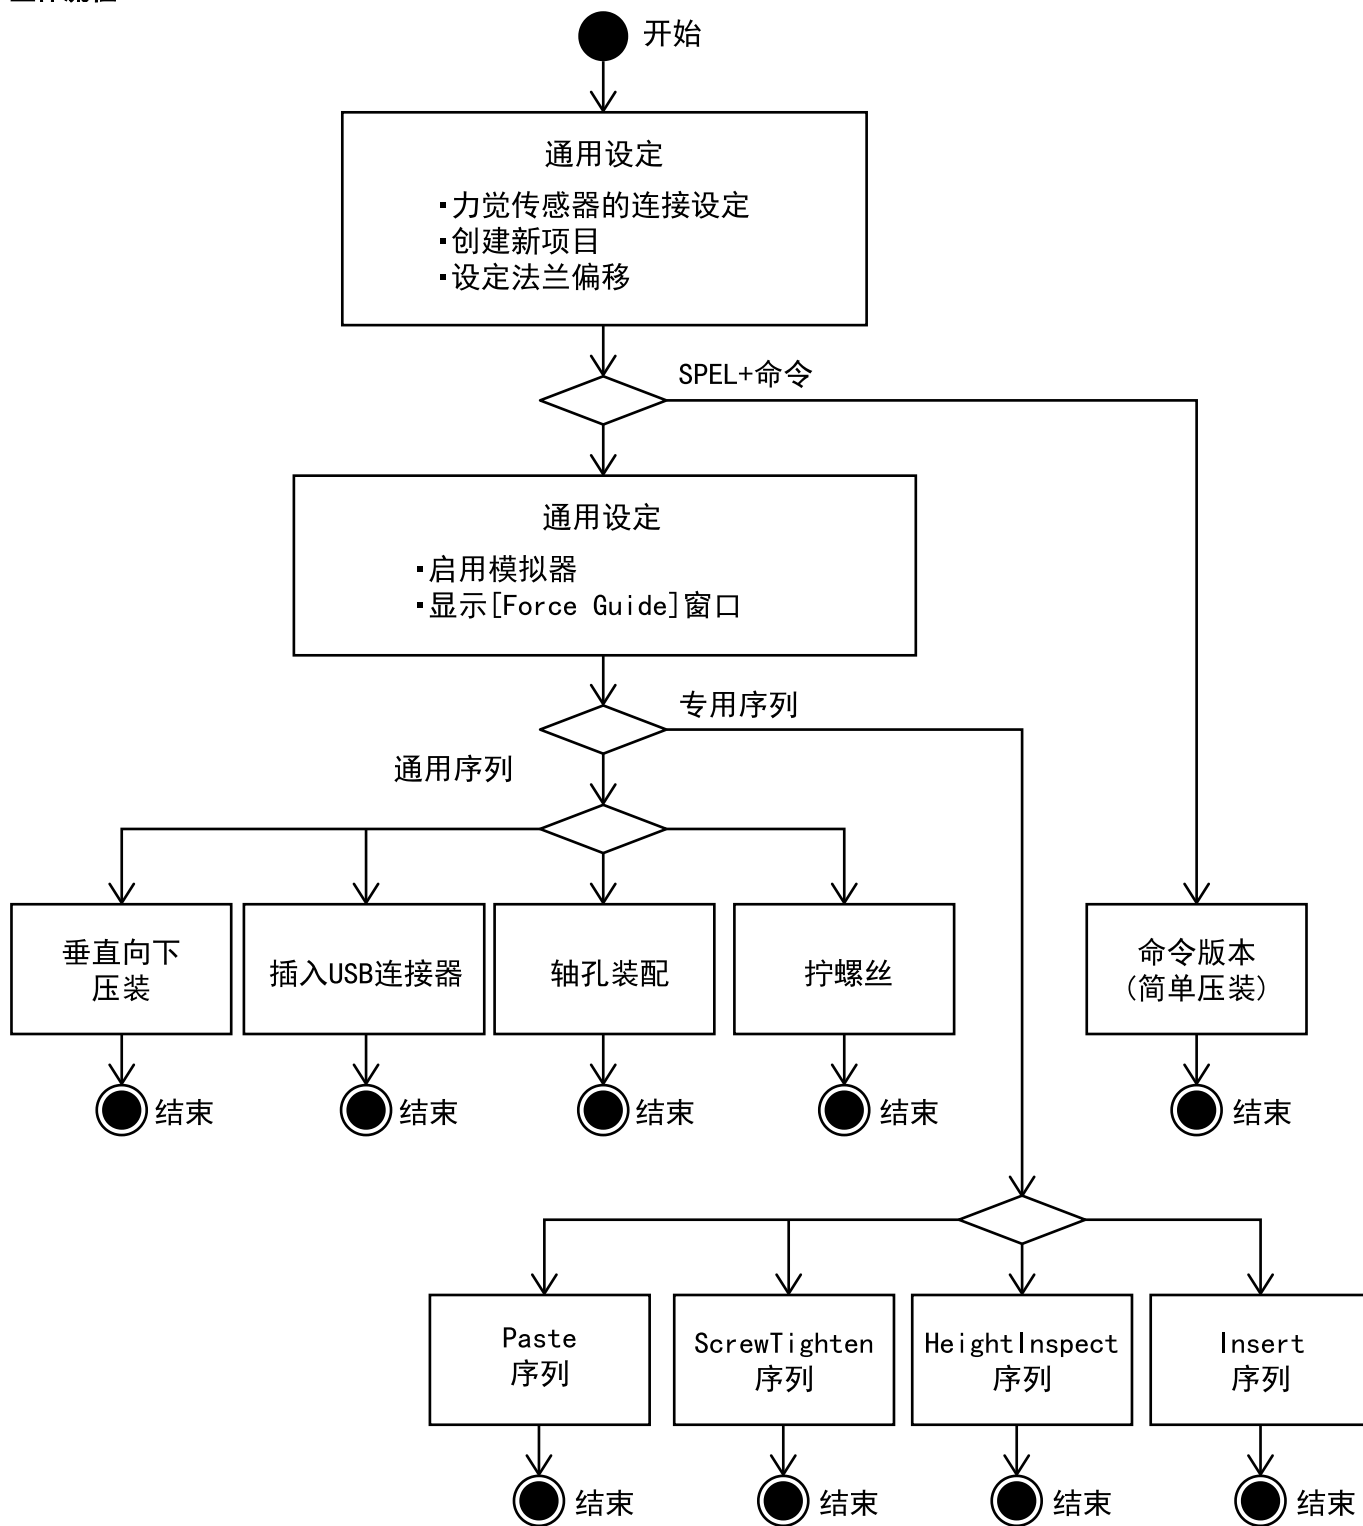 开始
通用设定
▪力觉传感器的连接设定
▪创建新项目
▪设定法兰偏移
SPEL+命令
通用设定
▪启用模拟器
▪显示[Force Guide]窗口
专用序列
通用序列
垂直向下
压装
插入USB连接器
轴孔装配
拧螺丝
命令版本
(简单压装)
结束
结束
结束
结束
结束
Paste
序列
ScrewTighten
序列
HeightInspect
序列
Insert
序列
结束
结束
结束
结束